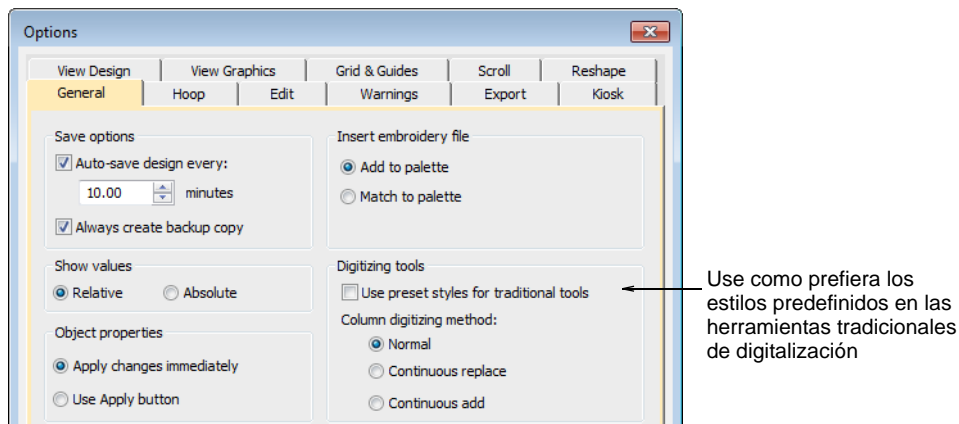 Options
View Design
View Graphics
Grid & Guides
Scroll
Reshape
General
Hoop
Edit
Warnings
Export
Kiosk
Save options
Auto-save design every:
10.00 minutes
Always create backup copy
Insert embroidery file
Add to palette
Match to palette
Show values
Relative
Absolute
Object properties
Apply changes immediately
Use Apply button
Digitizing tools
Use preset styles for traditional tools
Column digitizing method:
Normal
Continuous replace
Continuous add
Use como prefiera los
estilos predefinidos en las
herramientas tradicionales
de digitalización